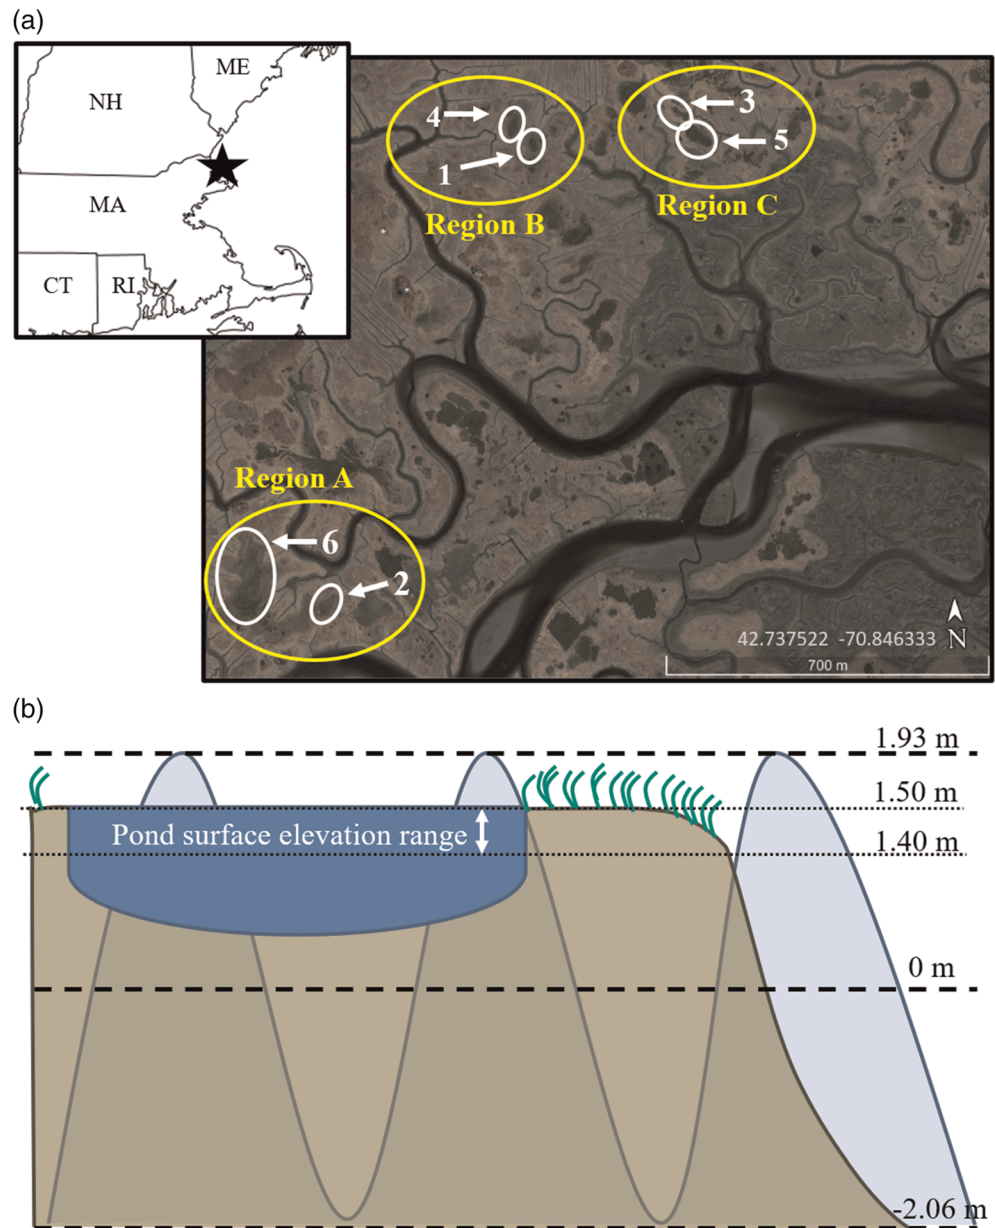 (a)
ME
NH
MA
CT
RI
4
1
Region B
3
5
Region C
Region A
6
2
42.737522 -70.846333
N
700 m
(b)
1.93 m
1.50 m
Pond surface elevation range
1.40 m
0 m
-2.06 m